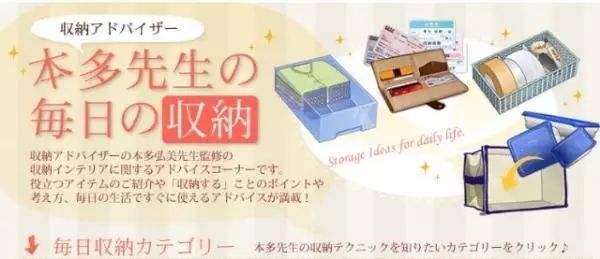 収納アドバイザー
本多先生の
毎日の収納
収納アドバイザーの本多弘美先生監修の
収納インテリアに関するアドバイスコーナーです。
役立つアイテムのご紹介や「収納する」ことのポイントや
考え方、毎日の生活ですぐに使えるアドバイスが満載！
Storage Ideas for daily life.
毎日収納カテゴリー
本多先生の収納テクニックを知りたいカテゴリーをクリック♪